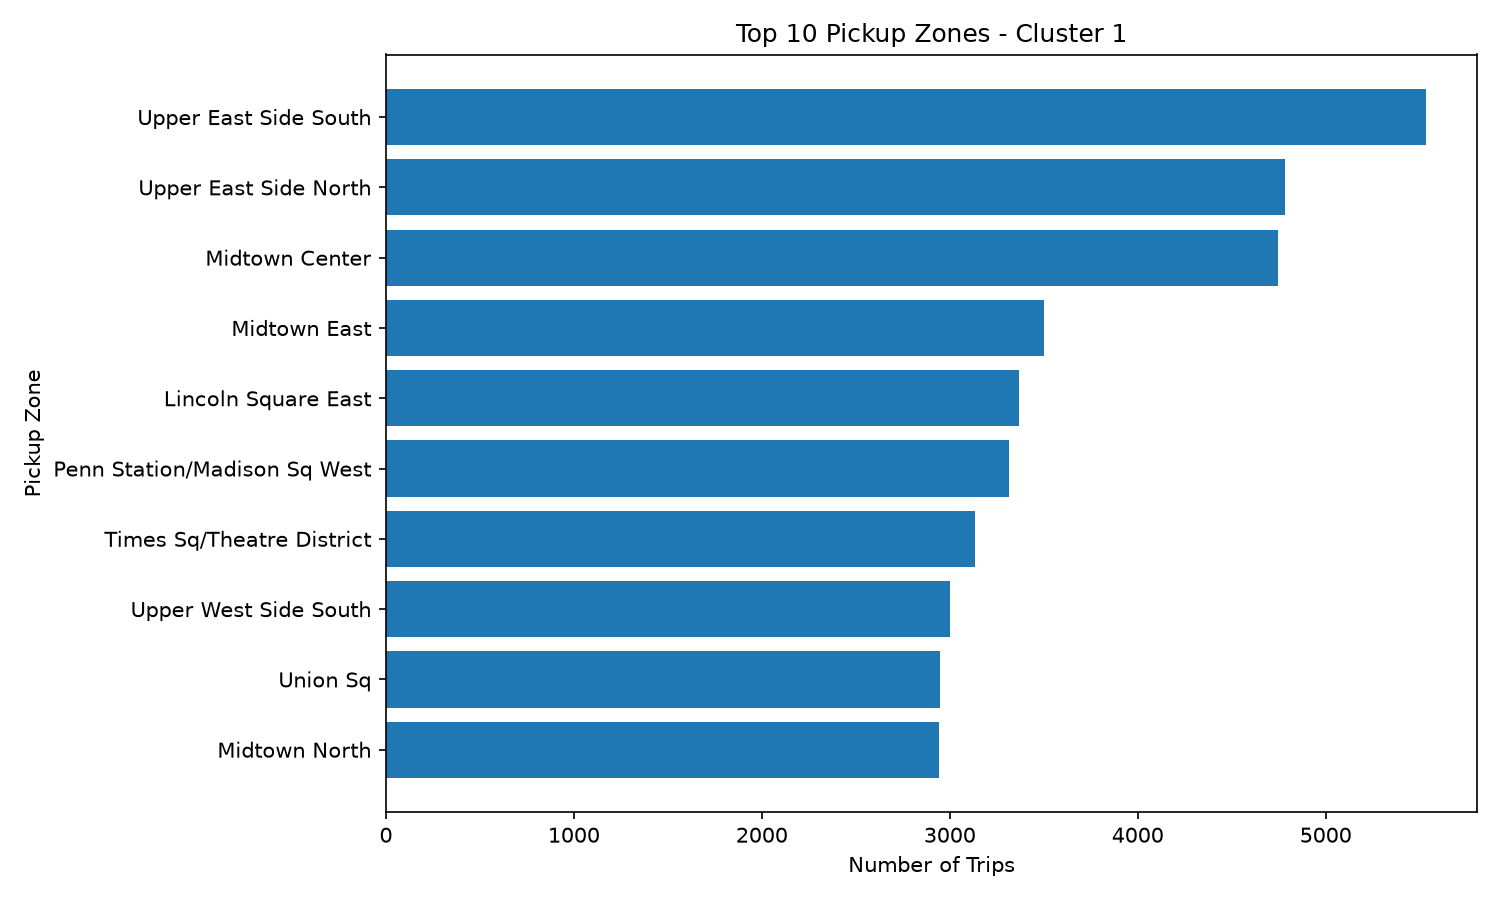 Top 10 Pickup Zones - Cluster 1
Pickup Zone
Upper East Side South
Upper East Side North
Midtown Center
Midtown East
Lincoln Square East
Penn Station/Madison Sq West
Times Sq/Theatre District
Upper West Side South
Union Sq
Midtown North
0 1000 2000 3000 4000 5000
Number of Trips